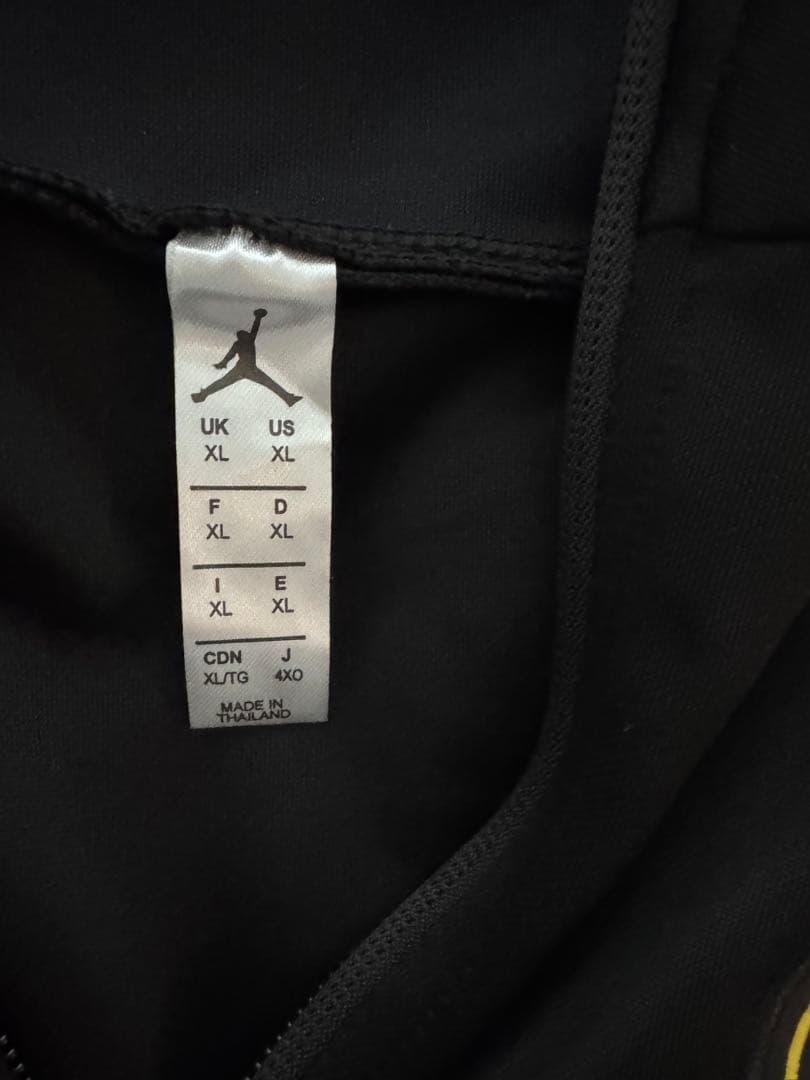 UK US
XL XL
F D
XL XL
I E
XL XL
CDN J
XL/TG 4XO
MADE IN
THAILAND